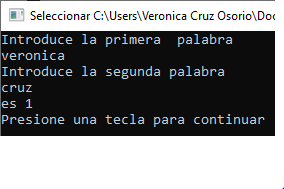 Seleccionar C:\Users\Veronica Cruz Osorio\Doc
Introduce la primera  palabra
veronica
Introduce la segunda palabra
cruz
es 1
Presione una tecla para continuar